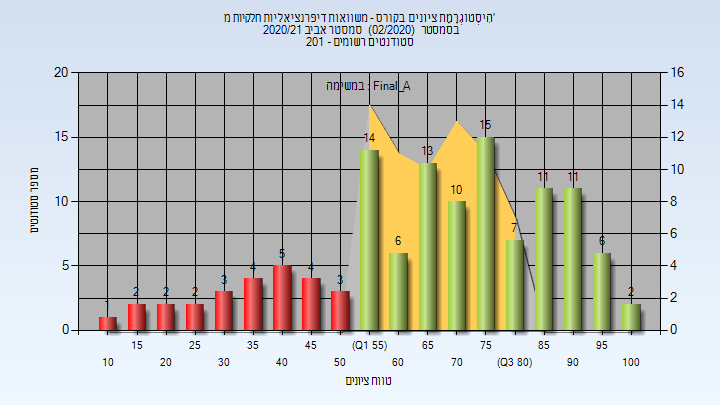 היסטוגרמת ציונים בקורס - משוואות דיפרנציאליות חלקיות מ'
בסמסטר (02/2020) סמסטר אביב 2020/21
סטודנטים רשומים - 201
במשימה : Final_A
20 16
14 15 14
15 13 12
11 11
10 10 10
8
7
6 6 6
5 5 4 4 4
3 3
2 2 2 2 2
1
0 0
מספר סטודנטים
15 25 35 45 (Q1 55) 65 75 85 95
10 20 30 40 50 60 70 (Q3 80) 90 100
טווח ציונים